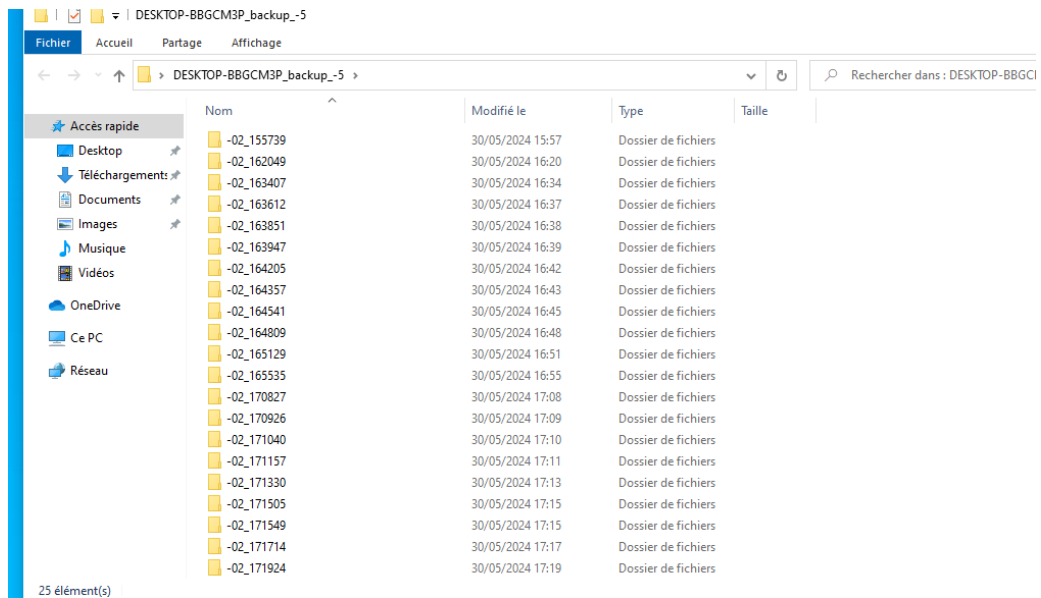 DESKTOP-BBGCM3P_backup_-5
Fichier Accueil Partage Affichage
DESKTOP-BBGCM3P_backup_-5 Rechercher dans : DESKTOP-BBGCI
Nom Modifié le Type Taille
Accès rapide
Desktop
Téléchargements
Documents
Images
Musique
Vidéos
OneDrive
Ce PC
Réseau
-02_155739 30/05/2024 15:57 Dossier de fichiers
-02_162049 30/05/2024 16:20 Dossier de fichiers
-02_163407 30/05/2024 16:34 Dossier de fichiers
-02_163612 30/05/2024 16:37 Dossier de fichiers
-02_163851 30/05/2024 16:38 Dossier de fichiers
-02_163947 30/05/2024 16:39 Dossier de fichiers
-02_164205 30/05/2024 16:42 Dossier de fichiers
-02_164357 30/05/2024 16:43 Dossier de fichiers
-02_164541 30/05/2024 16:45 Dossier de fichiers
-02_164809 30/05/2024 16:48 Dossier de fichiers
-02_165129 30/05/2024 16:51 Dossier de fichiers
-02_165535 30/05/2024 16:55 Dossier de fichiers
-02_170827 30/05/2024 17:08 Dossier de fichiers
-02_170926 30/05/2024 17:09 Dossier de fichiers
-02_171040 30/05/2024 17:10 Dossier de fichiers
-02_171157 30/05/2024 17:11 Dossier de fichiers
-02_171330 30/05/2024 17:13 Dossier de fichiers
-02_171505 30/05/2024 17:15 Dossier de fichiers
-02_171549 30/05/2024 17:15 Dossier de fichiers
-02_171714 30/05/2024 17:17 Dossier de fichiers
-02_171924 30/05/2024 17:19 Dossier de fichiers
25 élément(s)